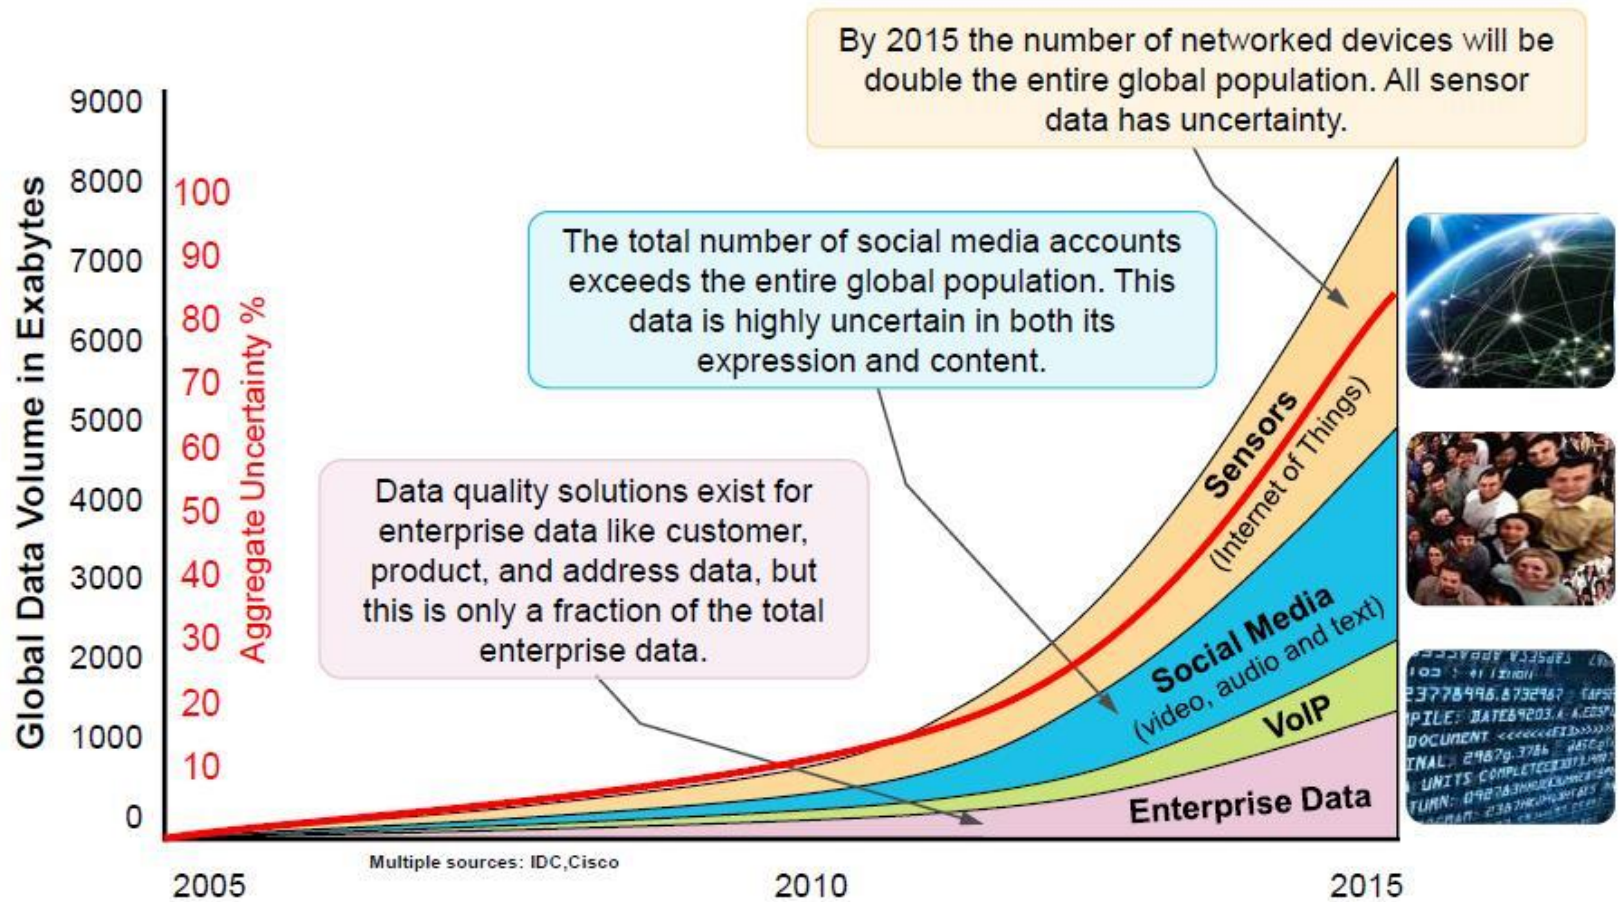 By 2015 the number of networked devices will be
double the entire global population. All sensor
data has uncertainty.
The total number of social media accounts
exceeds the entire global population. This
data is highly uncertain in both its
expression and content.
Data quality solutions exist for
enterprise data like customer,
product, and address data, but
this is only a fraction of the total
enterprise data.
Global Data Volume in Exabytes
9000
8000
7000
6000
5000
4000
3000
2000
1000
0
Aggregate Uncertainty %
100
90
80
70
60
50
40
30
20
10
Sensors
(Internet of Things)
Social Media
(video, audio and text)
VoIP
Enterprise Data
Multiple sources: IDC,Cisco
2005
2010
2015
DOCUMENT
UNITS